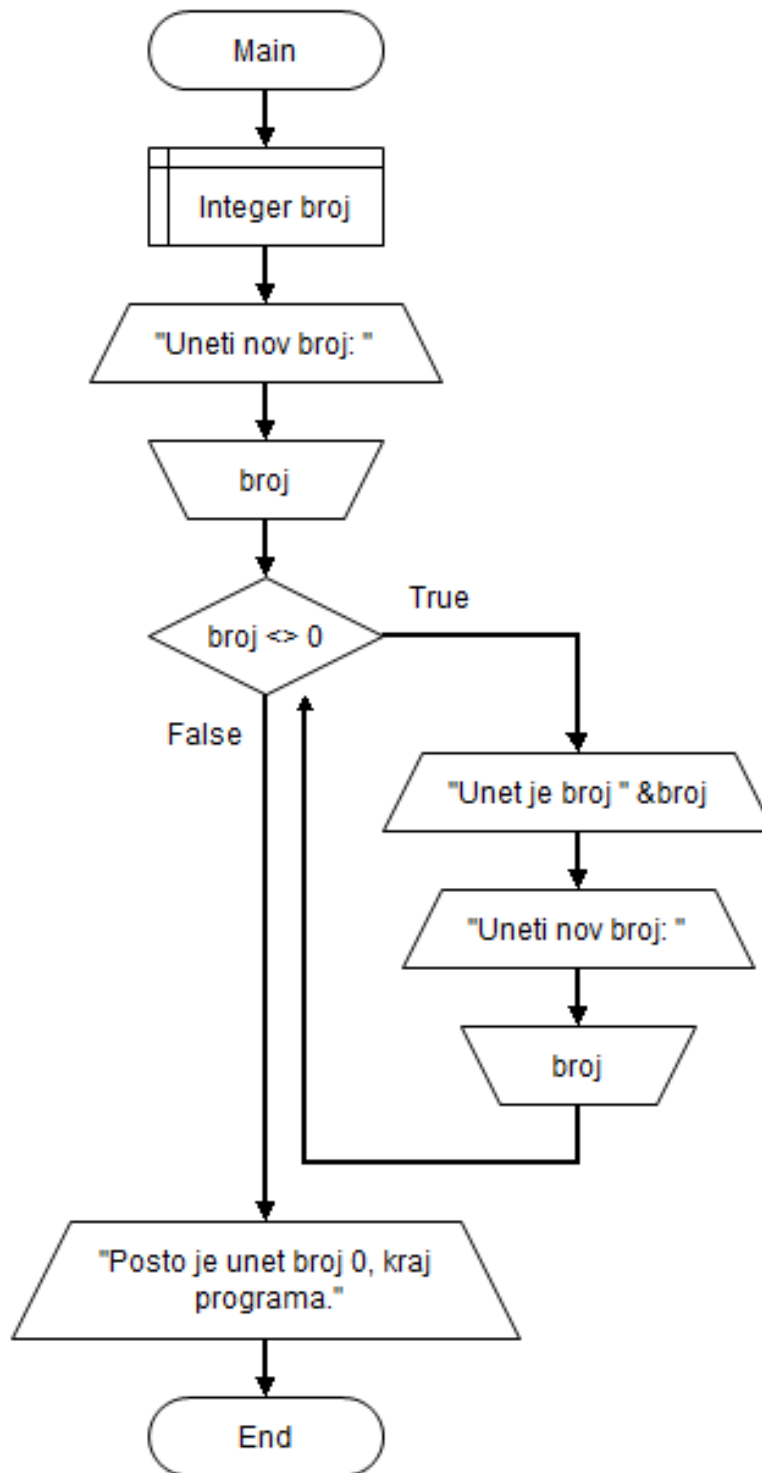 Main
Integer broj
"Uneti nov broj: "
broj
broj <> 0
True
False
"Unet je broj " &broj
"Uneti nov broj: "
broj
"Posto je unet broj 0, kraj
programa."
End